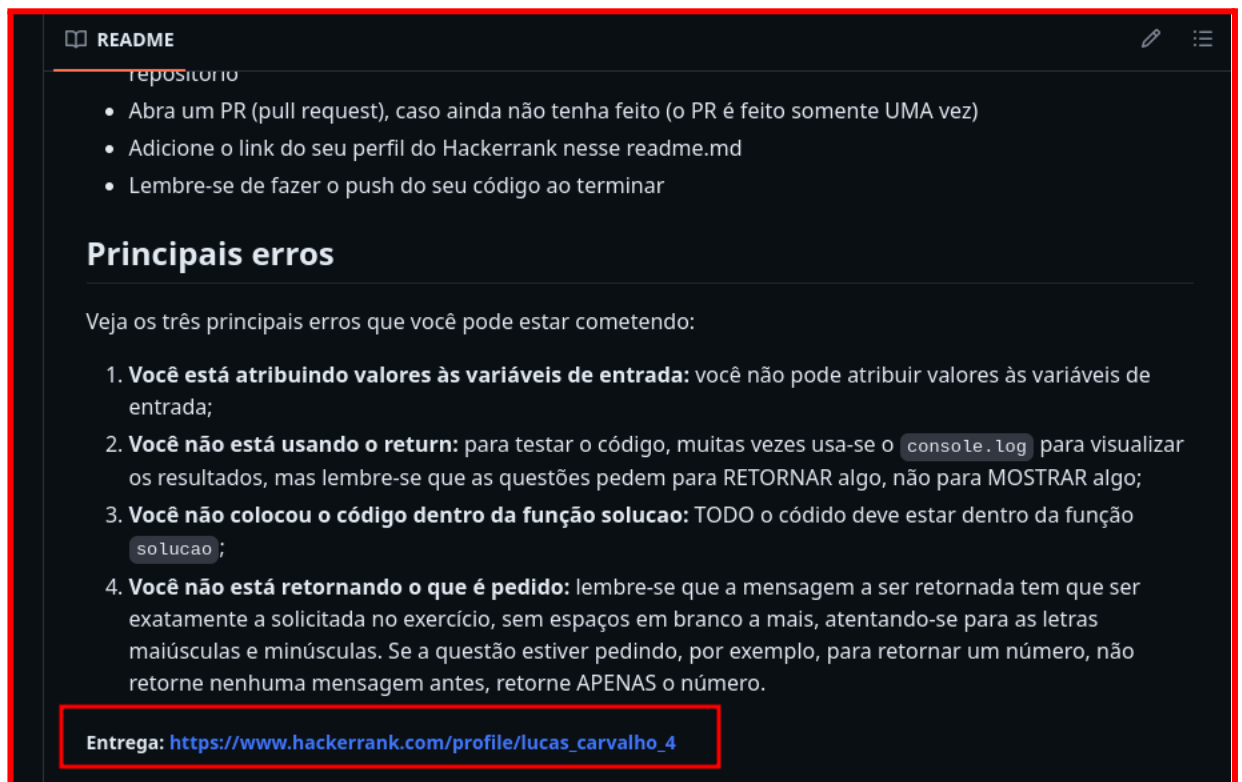 README
repositório
Abra um PR (pull request), caso ainda não tenha feito (o PR é feito somente UMA vez)
Adicione o link do seu perfil do Hackerrank nesse readme.md
Lembre-se de fazer o push do seu código ao terminar
Principais erros
Veja os três principais erros que você pode estar cometendo:
1. Você está atribuindo valores às variáveis de entrada: você não pode atribuir valores às variáveis de
entrada;
2. Você não está usando o return: para testar o código, muitas vezes usa-se o console.log para visualizar
os resultados, mas lembre-se que as questões pedem para RETORNAR algo, não para MOSTRAR algo;
3. Você não colocou o código dentro da função solucao: TODO o códido deve estar dentro da função
solucao;
4. Você não está retornando o que é pedido: lembre-se que a mensagem a ser retornada tem que ser
exatamente a solicitada no exercício, sem espaços em branco a mais, atentando-se para as letras
maiúsculas e minúsculas. Se a questão estiver pedindo, por exemplo, para retornar um número, não
retorne nenhuma mensagem antes, retorne APENAS o número.
Entrega: https://www.hackerrank.com/profile/lucas_carvalho_4